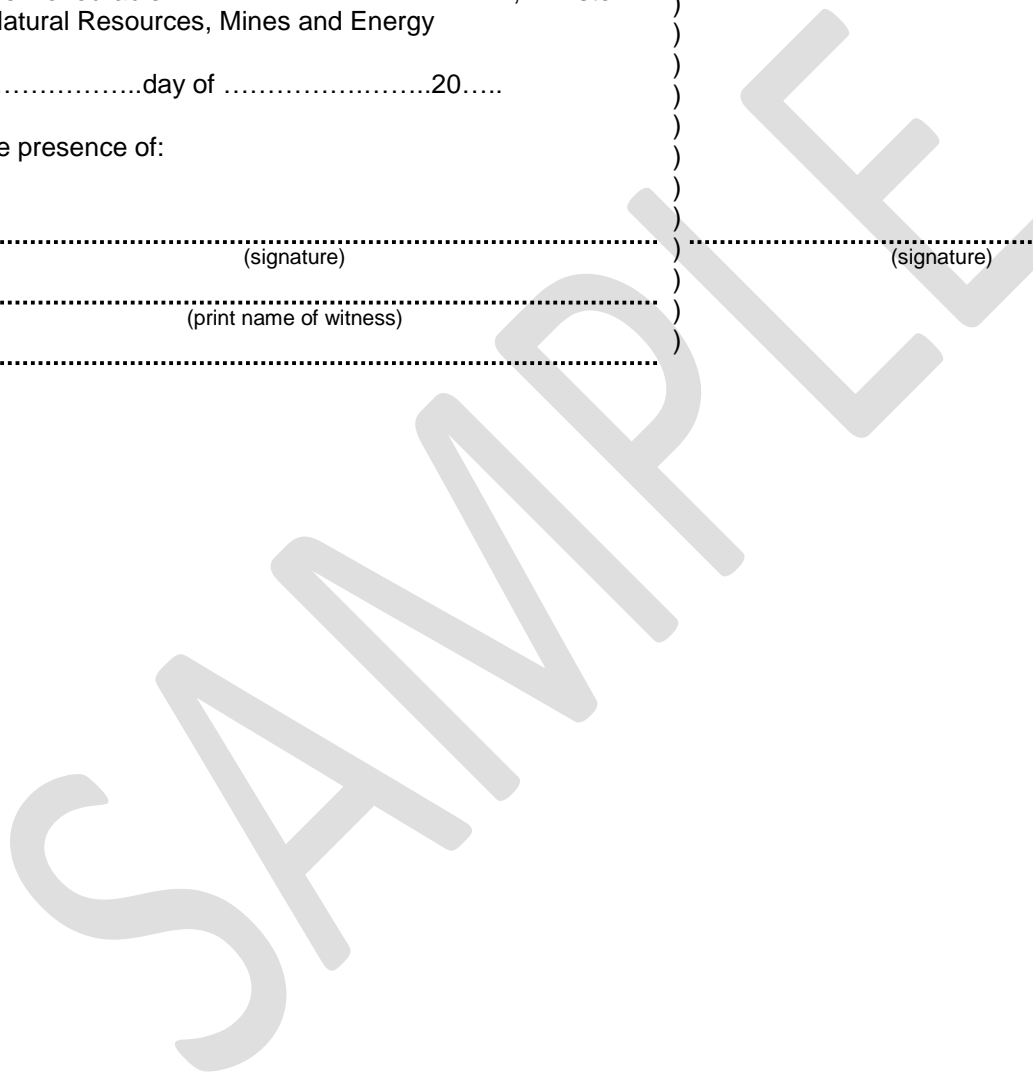 Natural Resources, Mines and Energy
……………..day of …………….……..20…..
presence of:
)
)
)
)
)
)
)
)
)
)
)
)
(signature)
(signature)
(print name of witness)
SAMPLE